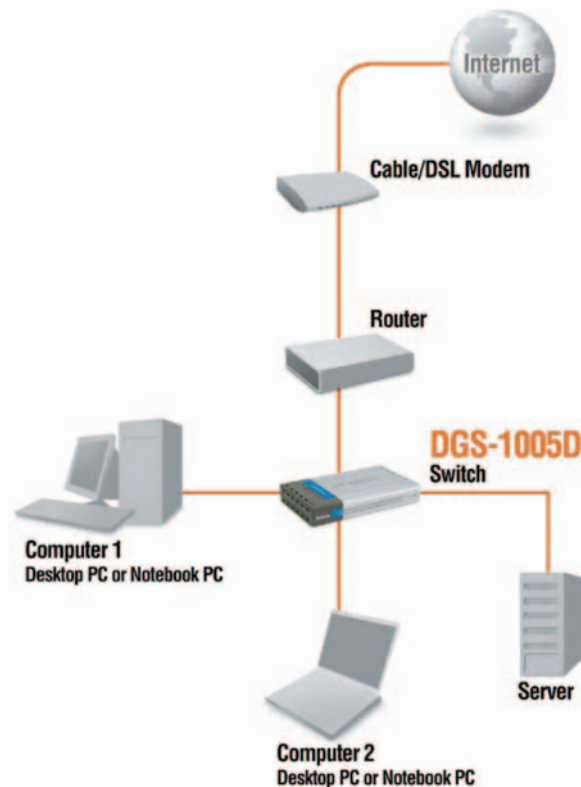 Internet
Cable/DSL Modem
Router
DGS-1005D
Switch
Computer 1
Desktop PC or Notebook PC
Server
Computer 2
Desktop PC or Notebook PC